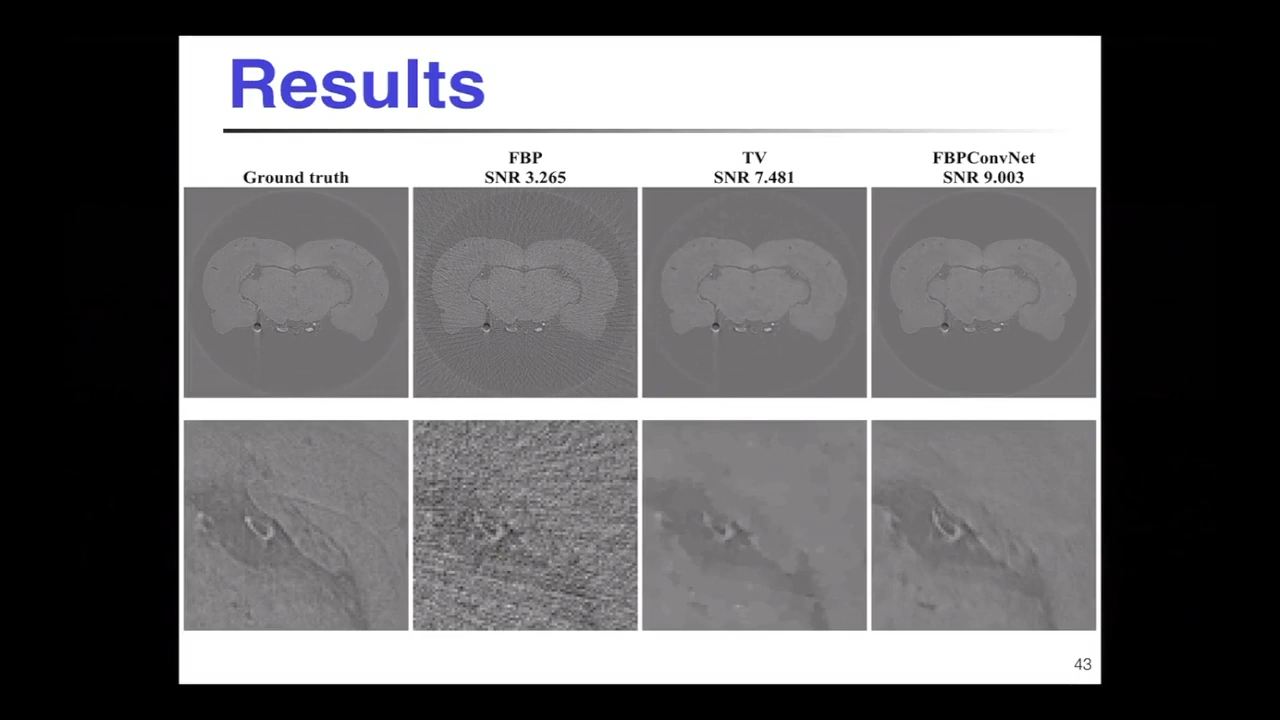 Results
Ground truth
FBP
SNR 3.265
TV
SNR 7.481
FBPConvNet
SNR 9.003
43